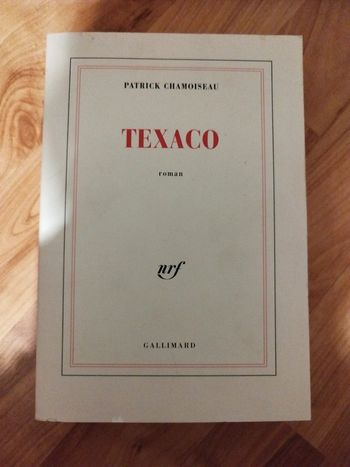 PATRICK CHAMOISEAU
TEXACO
roman
nrf
GALLIMARD